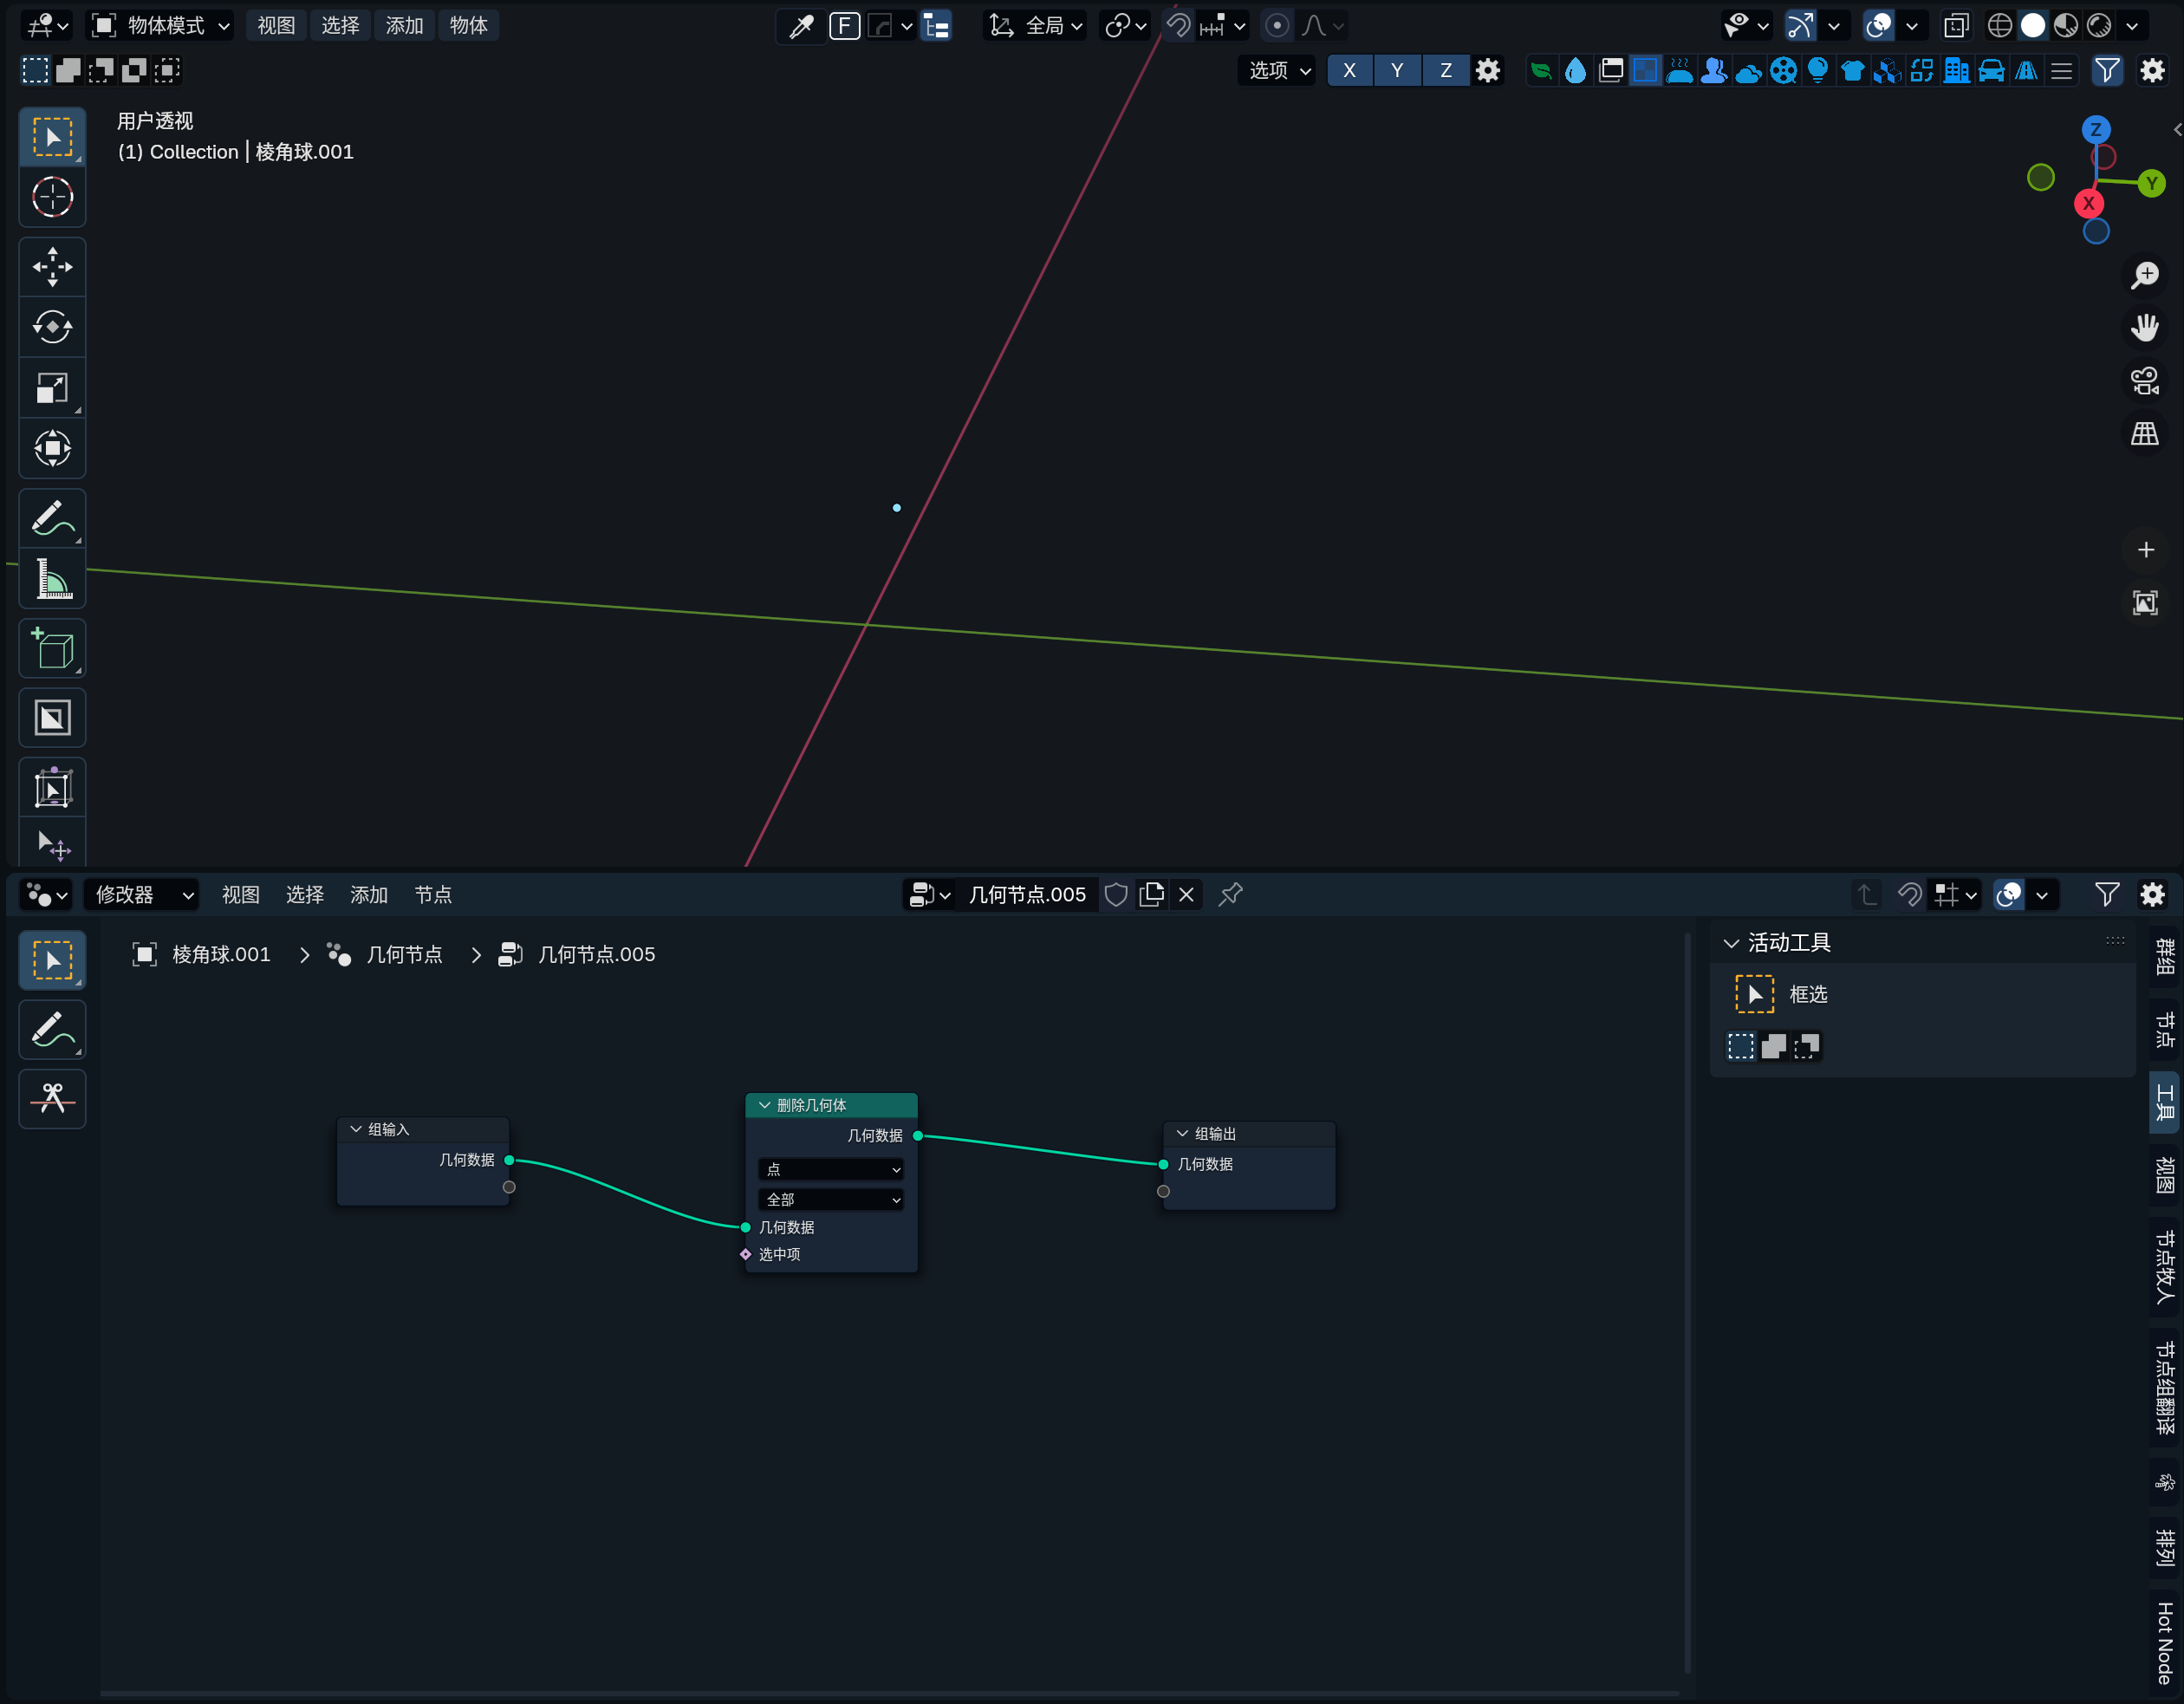 物体模式 视图 选择 添加 物体 F 全局
选项 X Y Z
用户透视
(1) Collection | 棱角球.001
Z
Y
X
修改器 视图 选择 添加 节点 几何节点.005
棱角球.001 > 几何节点 > 几何节点.005
活动工具
框选
群组
节点
工具
视图
节点牧人
节点组翻译
排列
Hot Node
组输入
几何数据
删除几何体
几何数据
点
全部
几何数据
选中项
组输出
几何数据